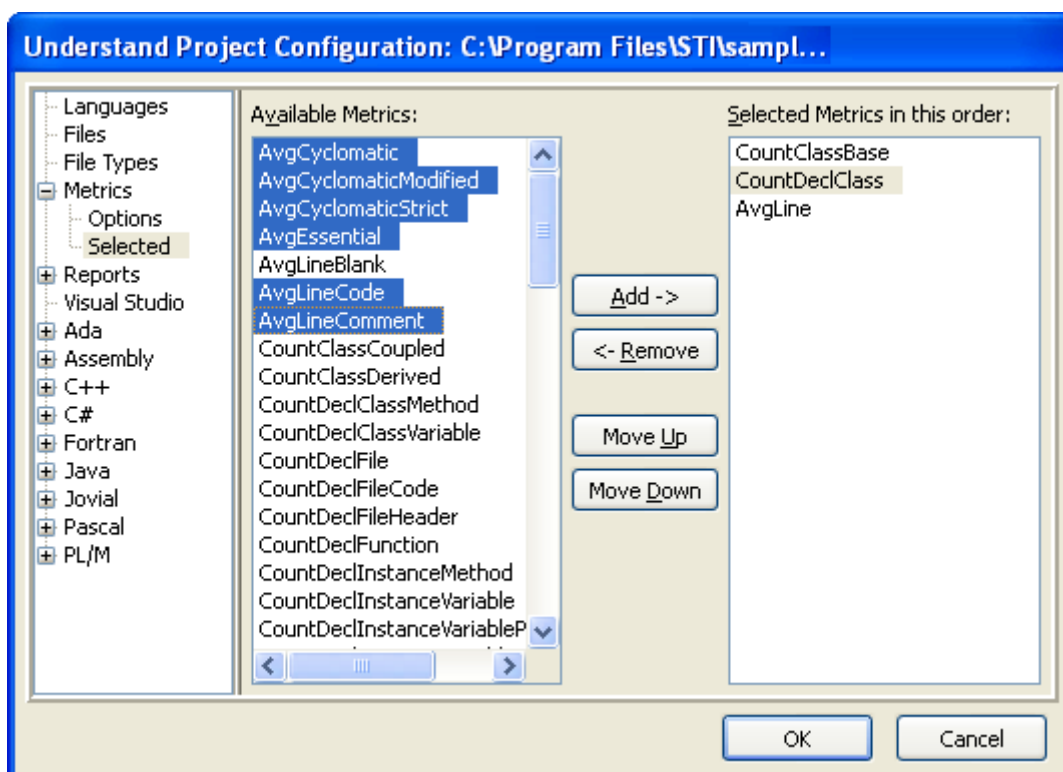 Understand Project Configuration: C:\Program Files\STI\sampl...
Languages
Files
File Types
Metrics
Options
Selected
Reports
Visual Studio
Ada
Assembly
C++
C#
Fortran
Java
Jovial
Pascal
PL/M
Available Metrics:
AvgCyclomatic
AvgCyclomaticModified
AvgCyclomaticStrict
AvgEssential
AvgLineBlank
AvgLineCode
AvgLineComment
CountClassCoupled
CountClassDerived
CountDeclClassMethod
CountDeclClassVariable
CountDeclFile
CountDeclFileCode
CountDeclFileHeader
CountDeclFunction
CountDeclInstanceMethod
CountDeclInstanceVariable
CountDeclInstanceVariableP
Add ->
<- Remove
Move Up
Move Down
Selected Metrics in this order:
CountClassBase
CountDeclClass
AvgLine
OK
Cancel